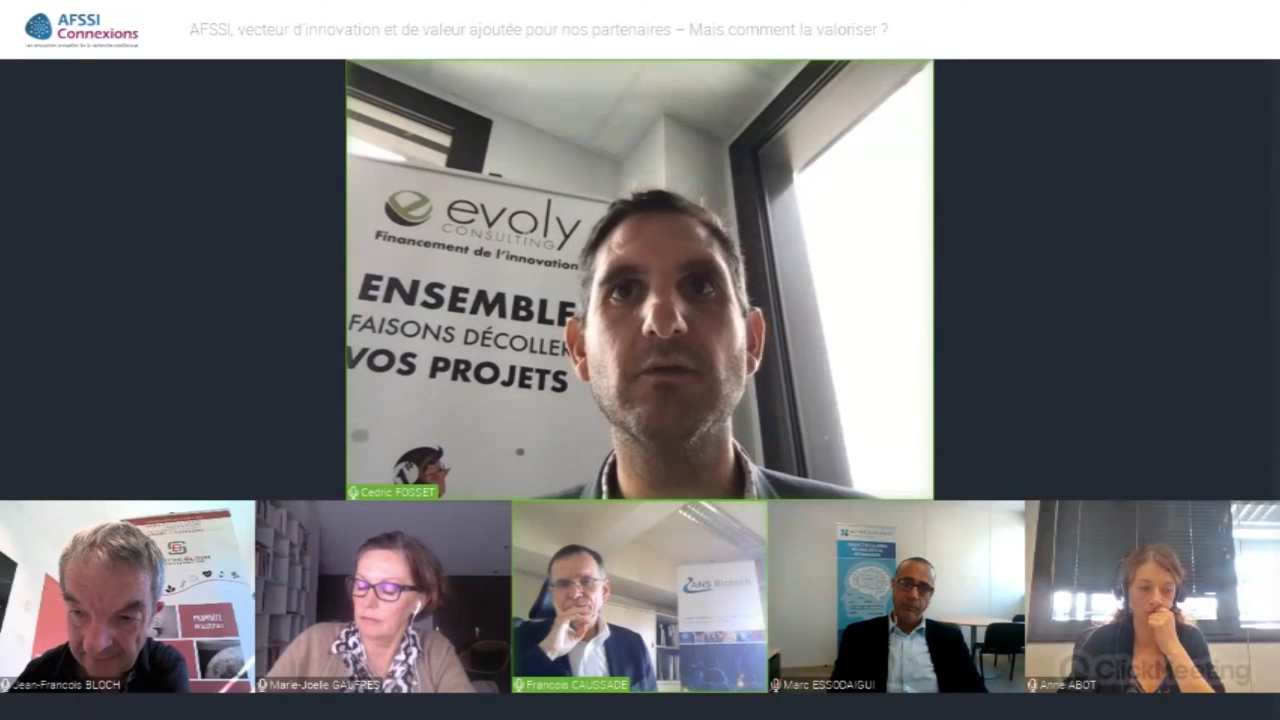 AFSSI
Connexions
AFSSI, vecteur d'innovation et de valeur ajoutée pour nos partenaires – Mais comment la valoriser ?
evoly
CONSULTING
Financement de l'innovation
ENSEMBLE
FAISONS DÉCOLLER
VOS PROJETS
Cedric FOSSET
ANS Biotech
Jean-Francois BLOCH
Marie-Joelle GAUFRES
Francois CAUSSADE
Marc ESSODAIGUI
Anne ABOT
ClickMeeting